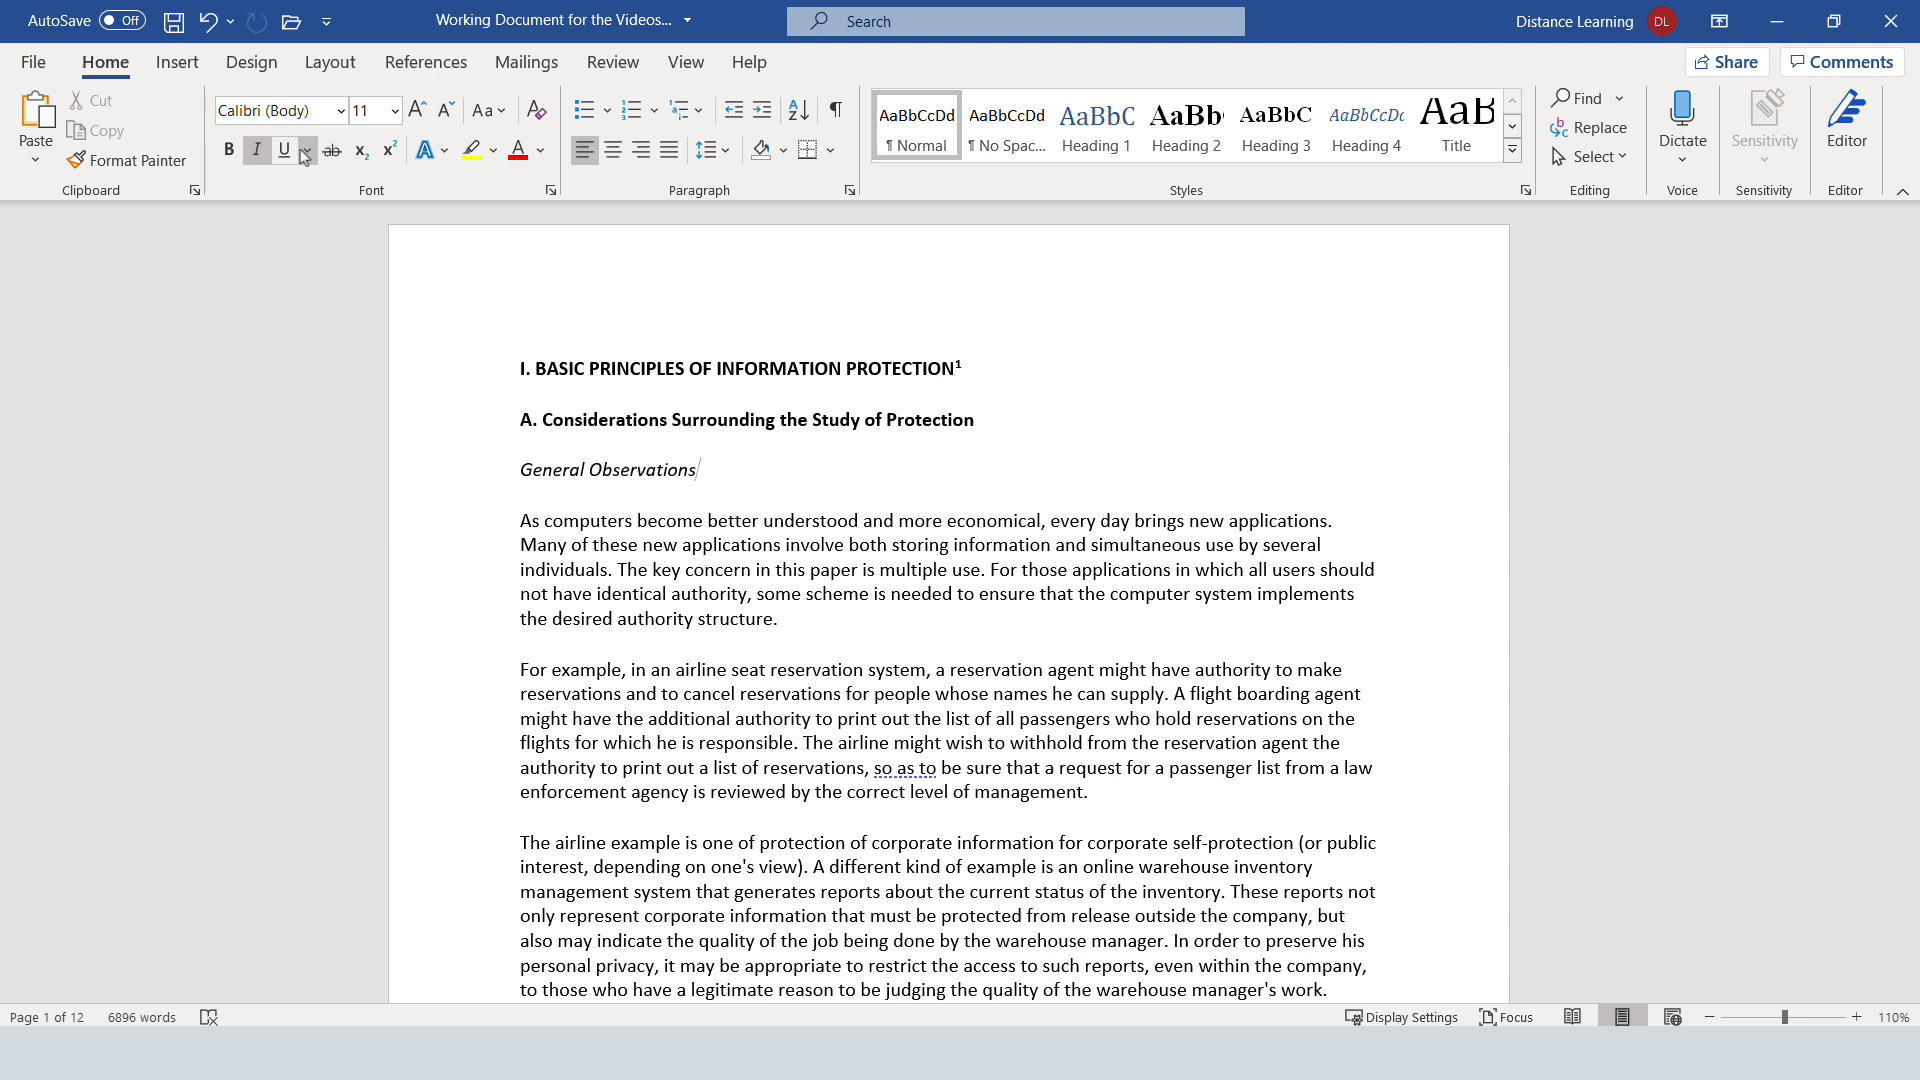 AutoSave Off Working Document for the Videos... Search Distance Learning DL
File Home Insert Design Layout References Mailings Review View Help Share Comments
Paste Cut Copy Format Painter Clipboard
Calibri (Body) 11 Aa B I U ab x2 x2 A A Font
Paragraph
AaBbCcDd AaBbCcDd AaBbC AaBb AaBbC AaBbCcDc AaB
¶ Normal ¶ No Spac... Heading 1 Heading 2 Heading 3 Heading 4 Title
Styles
Find Replace Select Editing
Dictate Voice
Sensitivity Sensitivity
Editor Editor
I. BASIC PRINCIPLES OF INFORMATION PROTECTION¹
A. Considerations Surrounding the Study of Protection
General Observations
As computers become better understood and more economical, every day brings new applications.
Many of these new applications involve both storing information and simultaneous use by several
individuals. The key concern in this paper is multiple use. For those applications in which all users should
not have identical authority, some scheme is needed to ensure that the computer system implements
the desired authority structure.
For example, in an airline seat reservation system, a reservation agent might have authority to make
reservations and to cancel reservations for people whose names he can supply. A flight boarding agent
might have the additional authority to print out the list of all passengers who hold reservations on the
flights for which he is responsible. The airline might wish to withhold from the reservation agent the
authority to print out a list of reservations, so as to be sure that a request for a passenger list from a law
enforcement agency is reviewed by the correct level of management.
The airline example is one of protection of corporate information for corporate self-protection (or public
interest, depending on one's view). A different kind of example is an online warehouse inventory
management system that generates reports about the current status of the inventory. These reports not
only represent corporate information that must be protected from release outside the company, but
also may indicate the quality of the job being done by the warehouse manager. In order to preserve his
personal privacy, it may be appropriate to restrict the access to such reports, even within the company,
to those who have a legitimate reason to be judging the quality of the warehouse manager's work.
Page 1 of 12 6896 words Display Settings Focus 110%